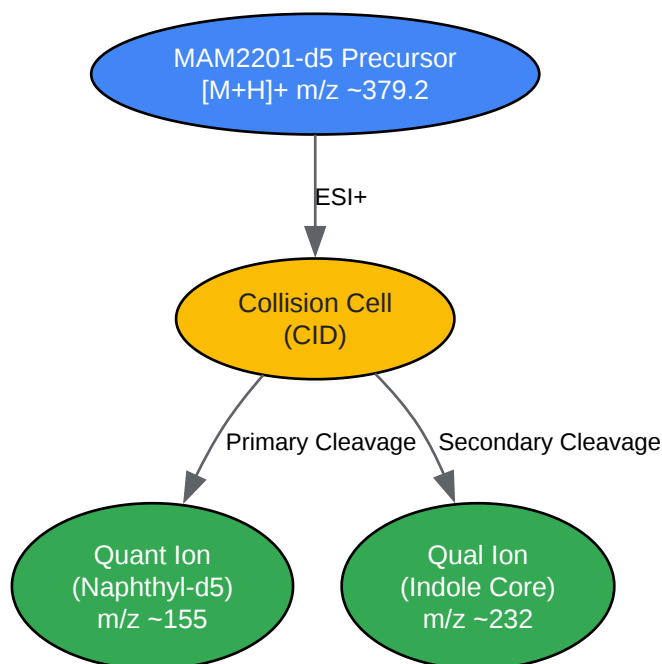 MAM2201-d5 Precursor
[M+H]+ m/z ~379.2
ESI+
Collision Cell
(CID)
Primary Cleavage
Secondary Cleavage
Quant Ion
(Naphthyl-d5)
m/z ~155
Qual Ion
(Indole Core)
m/z ~232